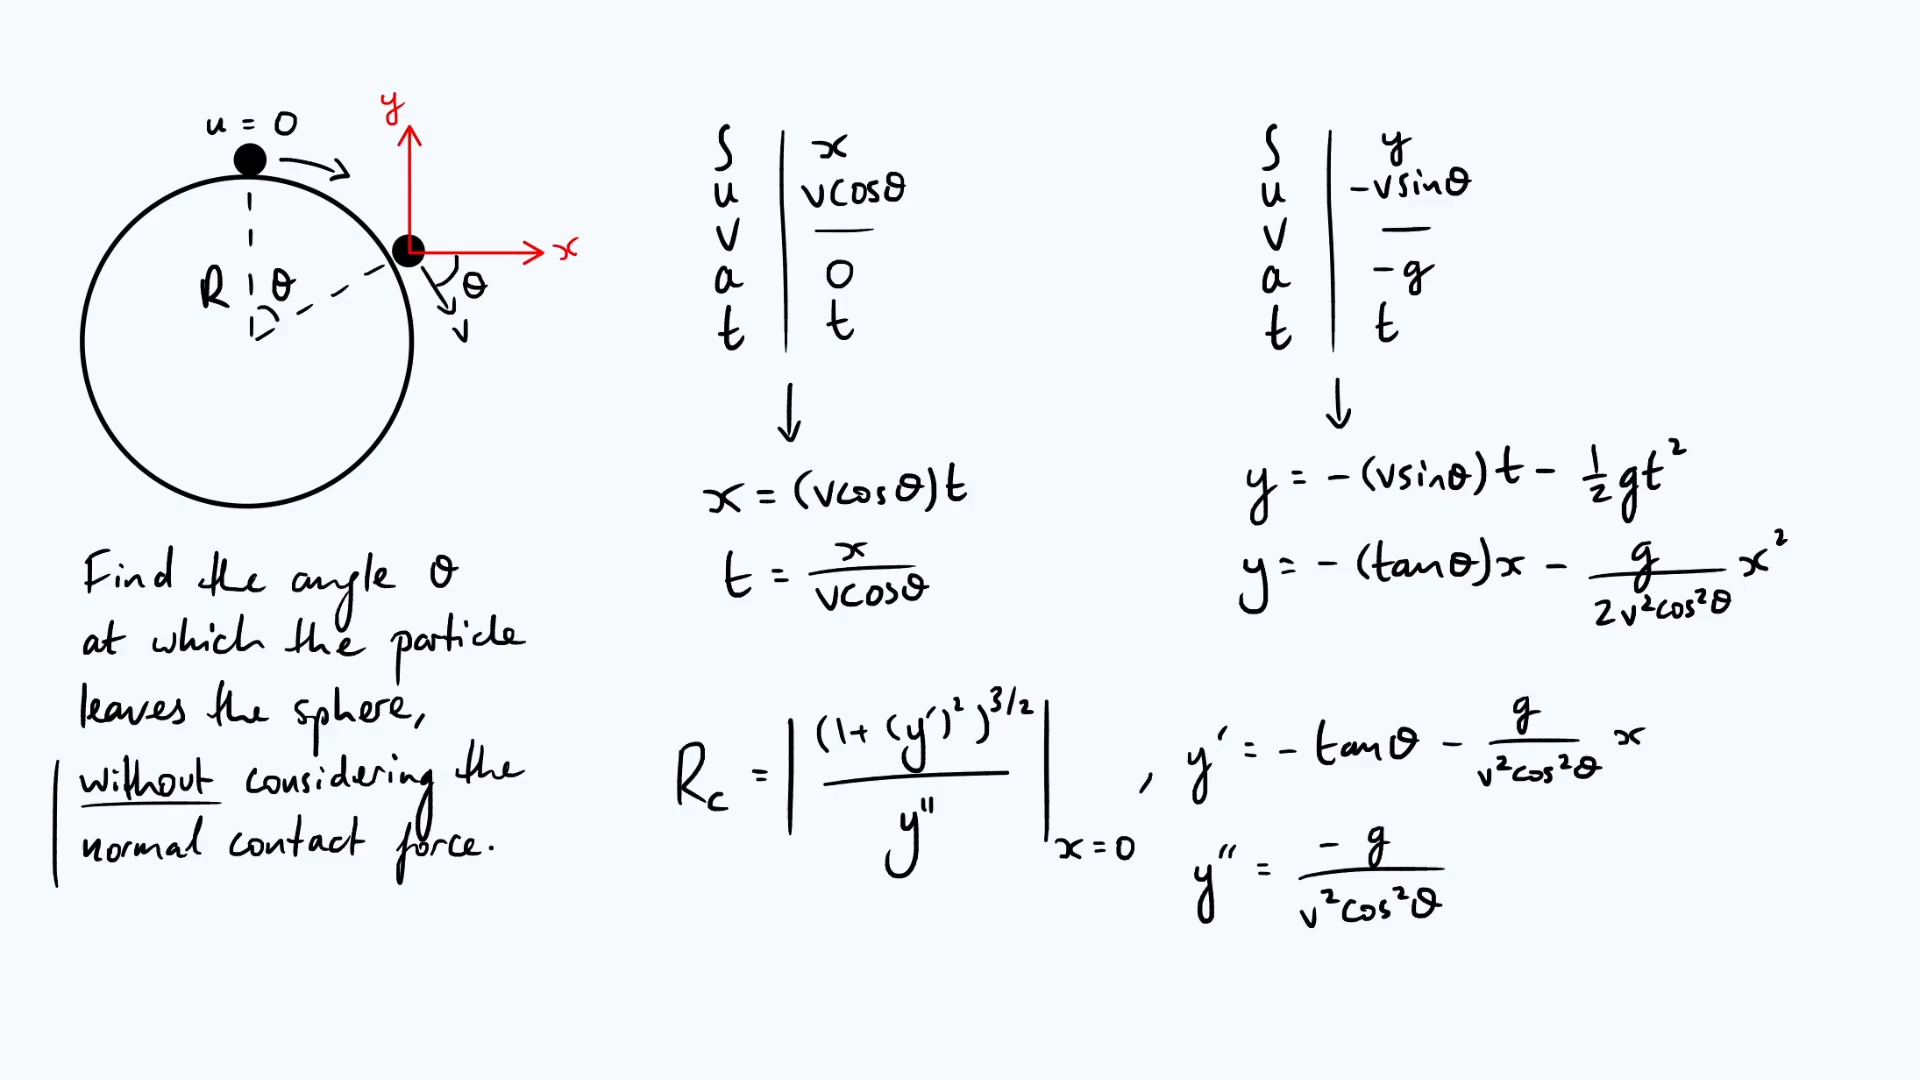 u = 0
y
x
R
θ
θ
v
Find the angle θ
at which the particle
leaves the sphere,
without considering the
normal contact force.
S | x
u | vcosθ
v | —
a | 0
t | t
↓
x = (vcosθ)t
t = x/(vcosθ)
S | y
u | -vsinθ
v | —
a | -g
t | t
↓
y = -(vsinθ)t - ½gt²
y = -(tanθ)x - g/(2v²cos²θ) x²
R_c = |(1+(y′)²)^(3/2) / y″|_(x=0) , y′ = -tanθ - g/(v²cos²θ) x
y″ = -g/(v²cos²θ)